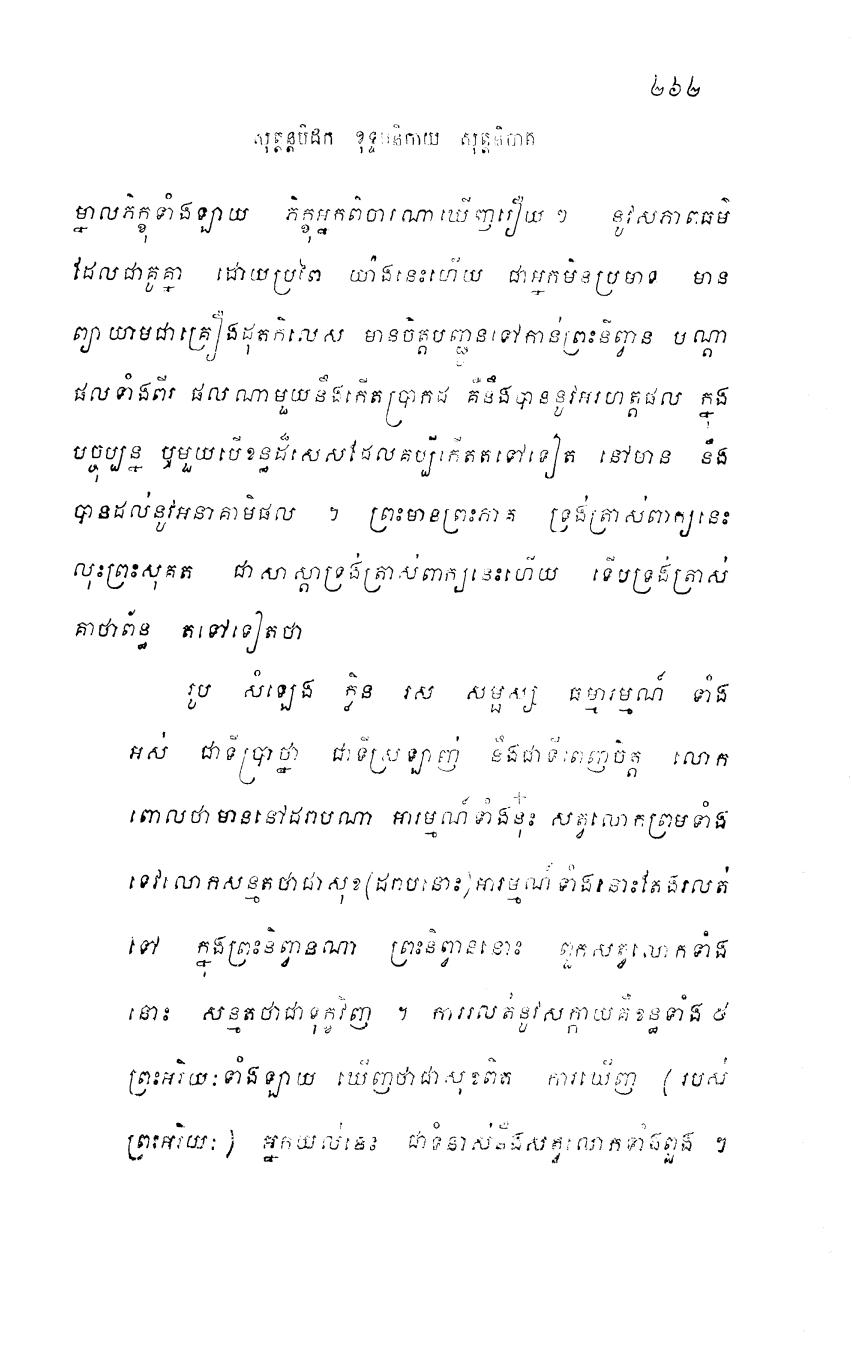 ២៦២
សុត្តន្តបិដក ខុទ្ទកនិកាយ សុត្តនិបាត
ម្នាលភិក្ខុទាំងឡាយ ភិក្ខុអ្នកពិចារណាឃើញរឿយ ៗ នូវសភាពធម៌
ដែលជាគូគ្នា ដោយប្រពៃ យ៉ាងនេះហើយ ជាអ្នកមិនប្រមាទ មាន
ព្យាយាមជាគ្រឿងដុតកិលេស មានចិត្តបញ្ជូនទៅកាន់ព្រះនិព្វាន បណ្តា
ផលទាំងពីរ ផលណាមួយនឹងកើតប្រាកដ គឺនឹងបាននូវអរហត្តផល ក្នុង
បច្ចុប្បន្ន ឬមួយបើខន្ធដ៏សេសដែលគប្បីកើតតទៅទៀត នៅមាន នឹង
បានដល់នូវអនាគាមិផល ។ ព្រះមានព្រះភាគ ទ្រង់ត្រាស់ពាក្យនេះ
លុះព្រះសុគត ជាសាស្តាទ្រង់ត្រាស់ពាក្យនេះហើយ ទើបទ្រង់ត្រាស់
គាថាព័ន្ធ តទៅទៀតថា
រូប សំឡេង ក្លិន រស សម្ផស្ស ធម្មារម្មណ៍ ទាំង
អស់ ជាទីប្រាថ្នា ជាទីស្រឡាញ់ នឹងជាទីពេញចិត្ត លោក
ពោលថាមាននៅដរាបណា អារម្មណ៍ទាំងនុ៎ះ សត្វលោកព្រមទាំង
ទេវលោកសន្មតថាជាសុខ(ដរាបនោះ)អារម្មណ៍ទាំងនោះតែងរលត់
ទៅ ក្នុងព្រះនិព្វានណា ព្រះនិព្វាននោះ ពួកសត្វលោកទាំង
នោះ សន្មតថាជាទុក្ខវិញ ។ ការរលត់នូវសក្កាយគឺខន្ធទាំង ៥
ព្រះអរិយៈទាំងឡាយ ឃើញថាជាសុខពិត ការឃើញ (របស់
ព្រះអរិយៈ) អ្នកយល់នេះ ជាទំនាស់នឹងសត្វលោកទាំងពួង ៗ